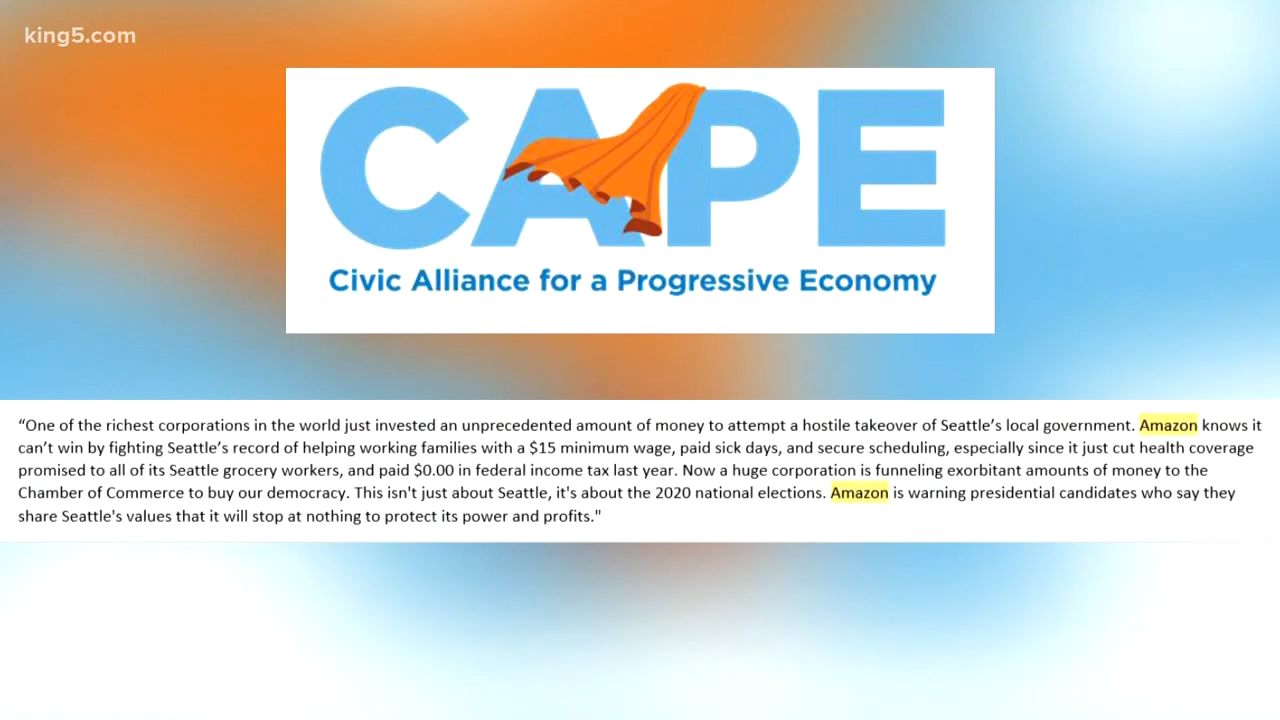 king5.com
CAPE
Civic Alliance for a Progressive Economy
“One of the richest corporations in the world just invested an unprecedented amount of money to attempt a hostile takeover of Seattle’s local government. Amazon knows it
can’t win by fighting Seattle’s record of helping working families with a $15 minimum wage, paid sick days, and secure scheduling, especially since it just cut health coverage
promised to all of its Seattle grocery workers, and paid $0.00 in federal income tax last year. Now a huge corporation is funneling exorbitant amounts of money to the
Chamber of Commerce to buy our democracy. This isn't just about Seattle, it's about the 2020 national elections. Amazon is warning presidential candidates who say they
share Seattle's values that it will stop at nothing to protect its power and profits."